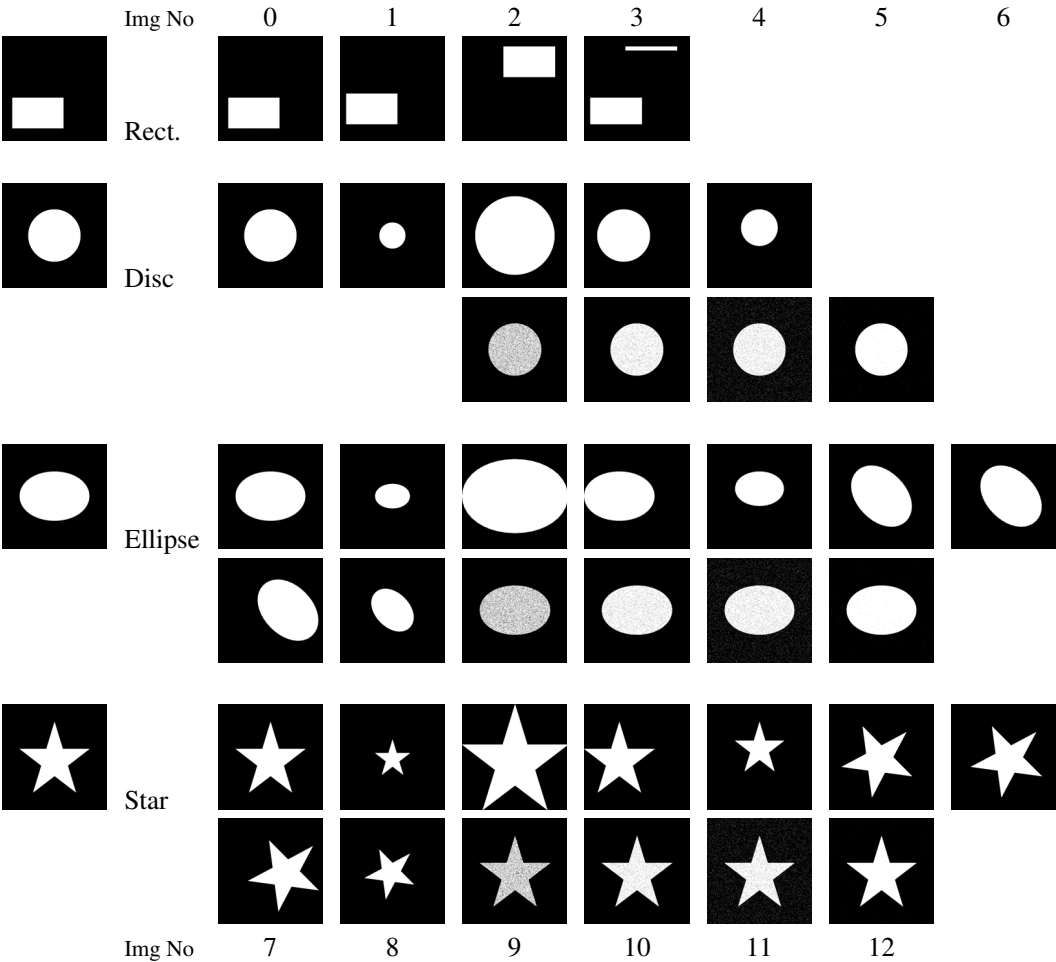 Img No 0 1 2 3 4 5 6
Rect.
Disc
Ellipse
Star
Img No 7 8 9 10 11 12